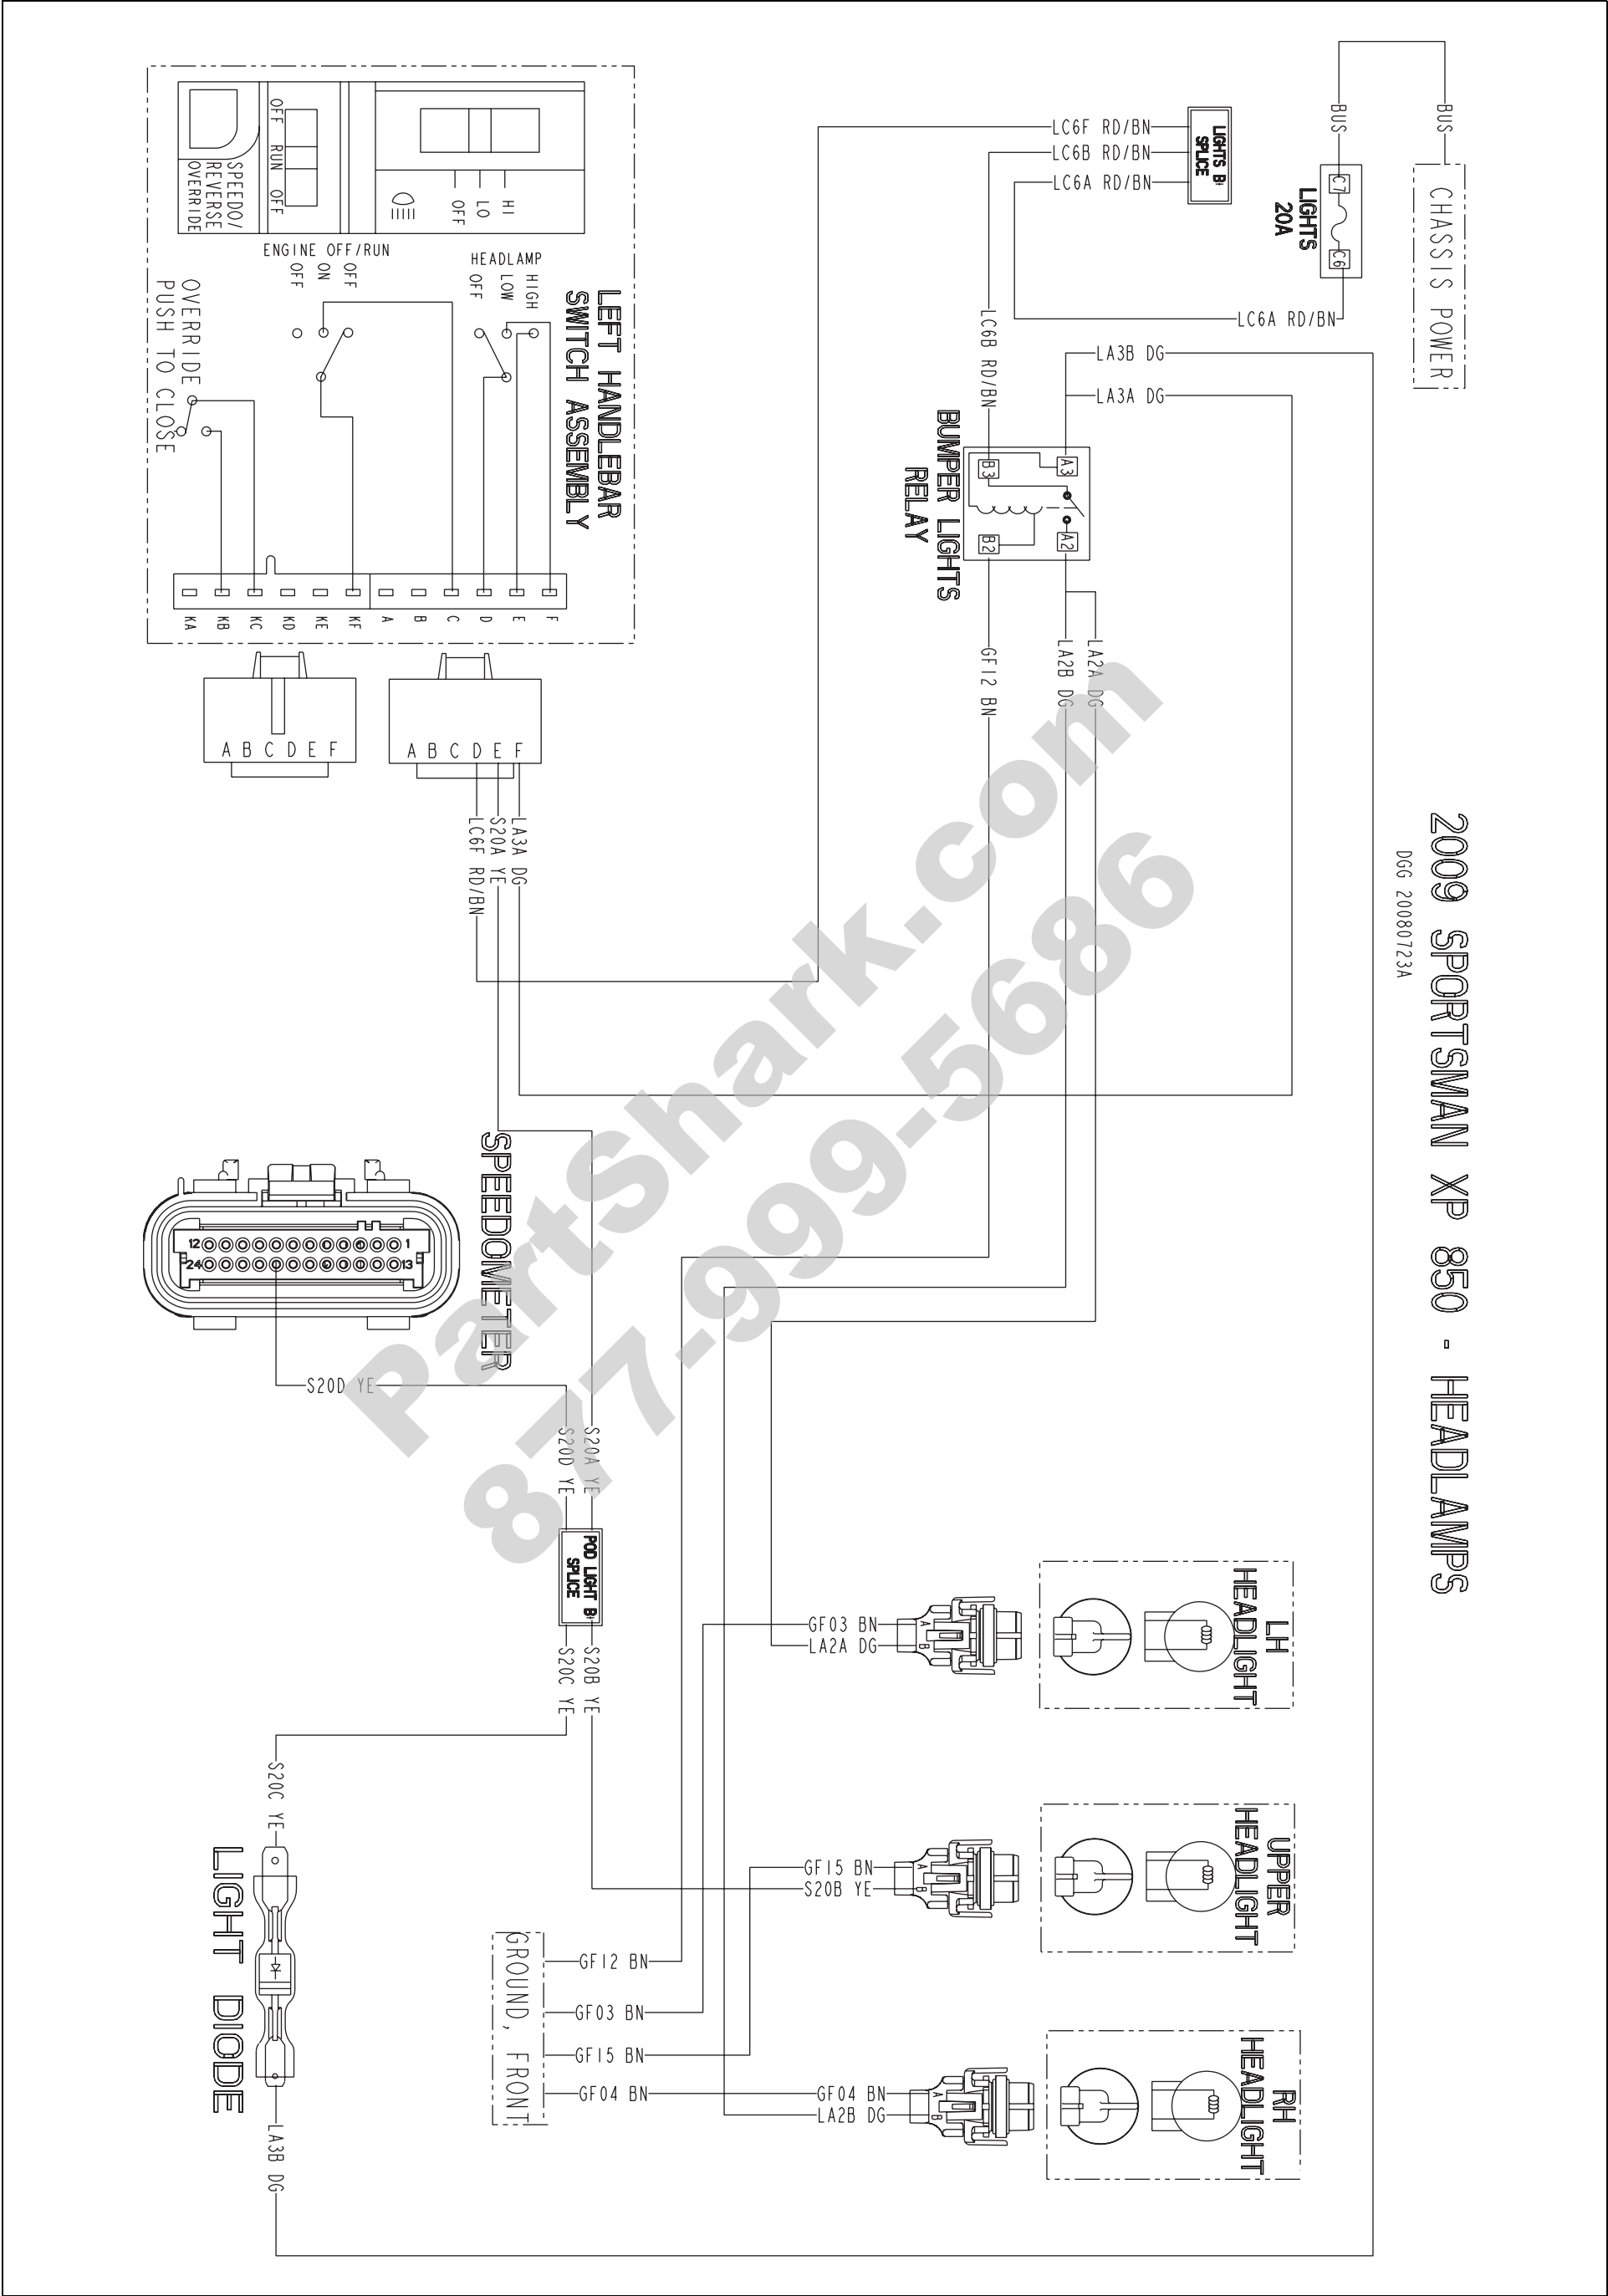 2009 SPORTSMAN XP 850 - HEADLAMPS
DGG 20080723A
CHASSIS POWER
BUS
BUS
C7
C6
LIGHTS
20A
LC6A RD/BN
LIGHTS B+
SPLICE
LC6F RD/BN
LC6B RD/BN
LC6A RD/BN
LA3B DG
LA3A DG
LC6B RD/BN
A3
B3
A2
B2
BUMPER LIGHTS
RELAY
LA2A DG
LA2B DG
GF12 BN
LEFT HANDLEBAR
SWITCH ASSEMBLY
HI
LO
OFF
OFF RUN OFF
SPEEDO/
REVERSE
OVERRIDE
HEADLAMP
HIGH
LOW
OFF
ENGINE OFF/RUN
OFF
ON
OFF
OVERRIDE
PUSH TO CLOSE
F
E
D
C
B
A
KF
KE
KD
KC
KB
KA
A B C D E F
A B C D E F
LA3A DG
S20A YE
LC6F RD/BN
SPEEDOMETER
12
1
24
13
S20D YE
S20A YE
S20D YE
POD LIGHT B+
SPLICE
S20B YE
S20C YE
S20C YE
LIGHT DIODE
LA3B DG
LH
HEADLIGHT
GF03 BN
LA2A DG
A
B
UPPER
HEADLIGHT
GF15 BN
S20B YE
A
B
RH
HEADLIGHT
GF04 BN
LA2B DG
A
B
GROUND, FRONT
GF12 BN
GF03 BN
GF15 BN
GF04 BN
PartShark.com
877-999-5686